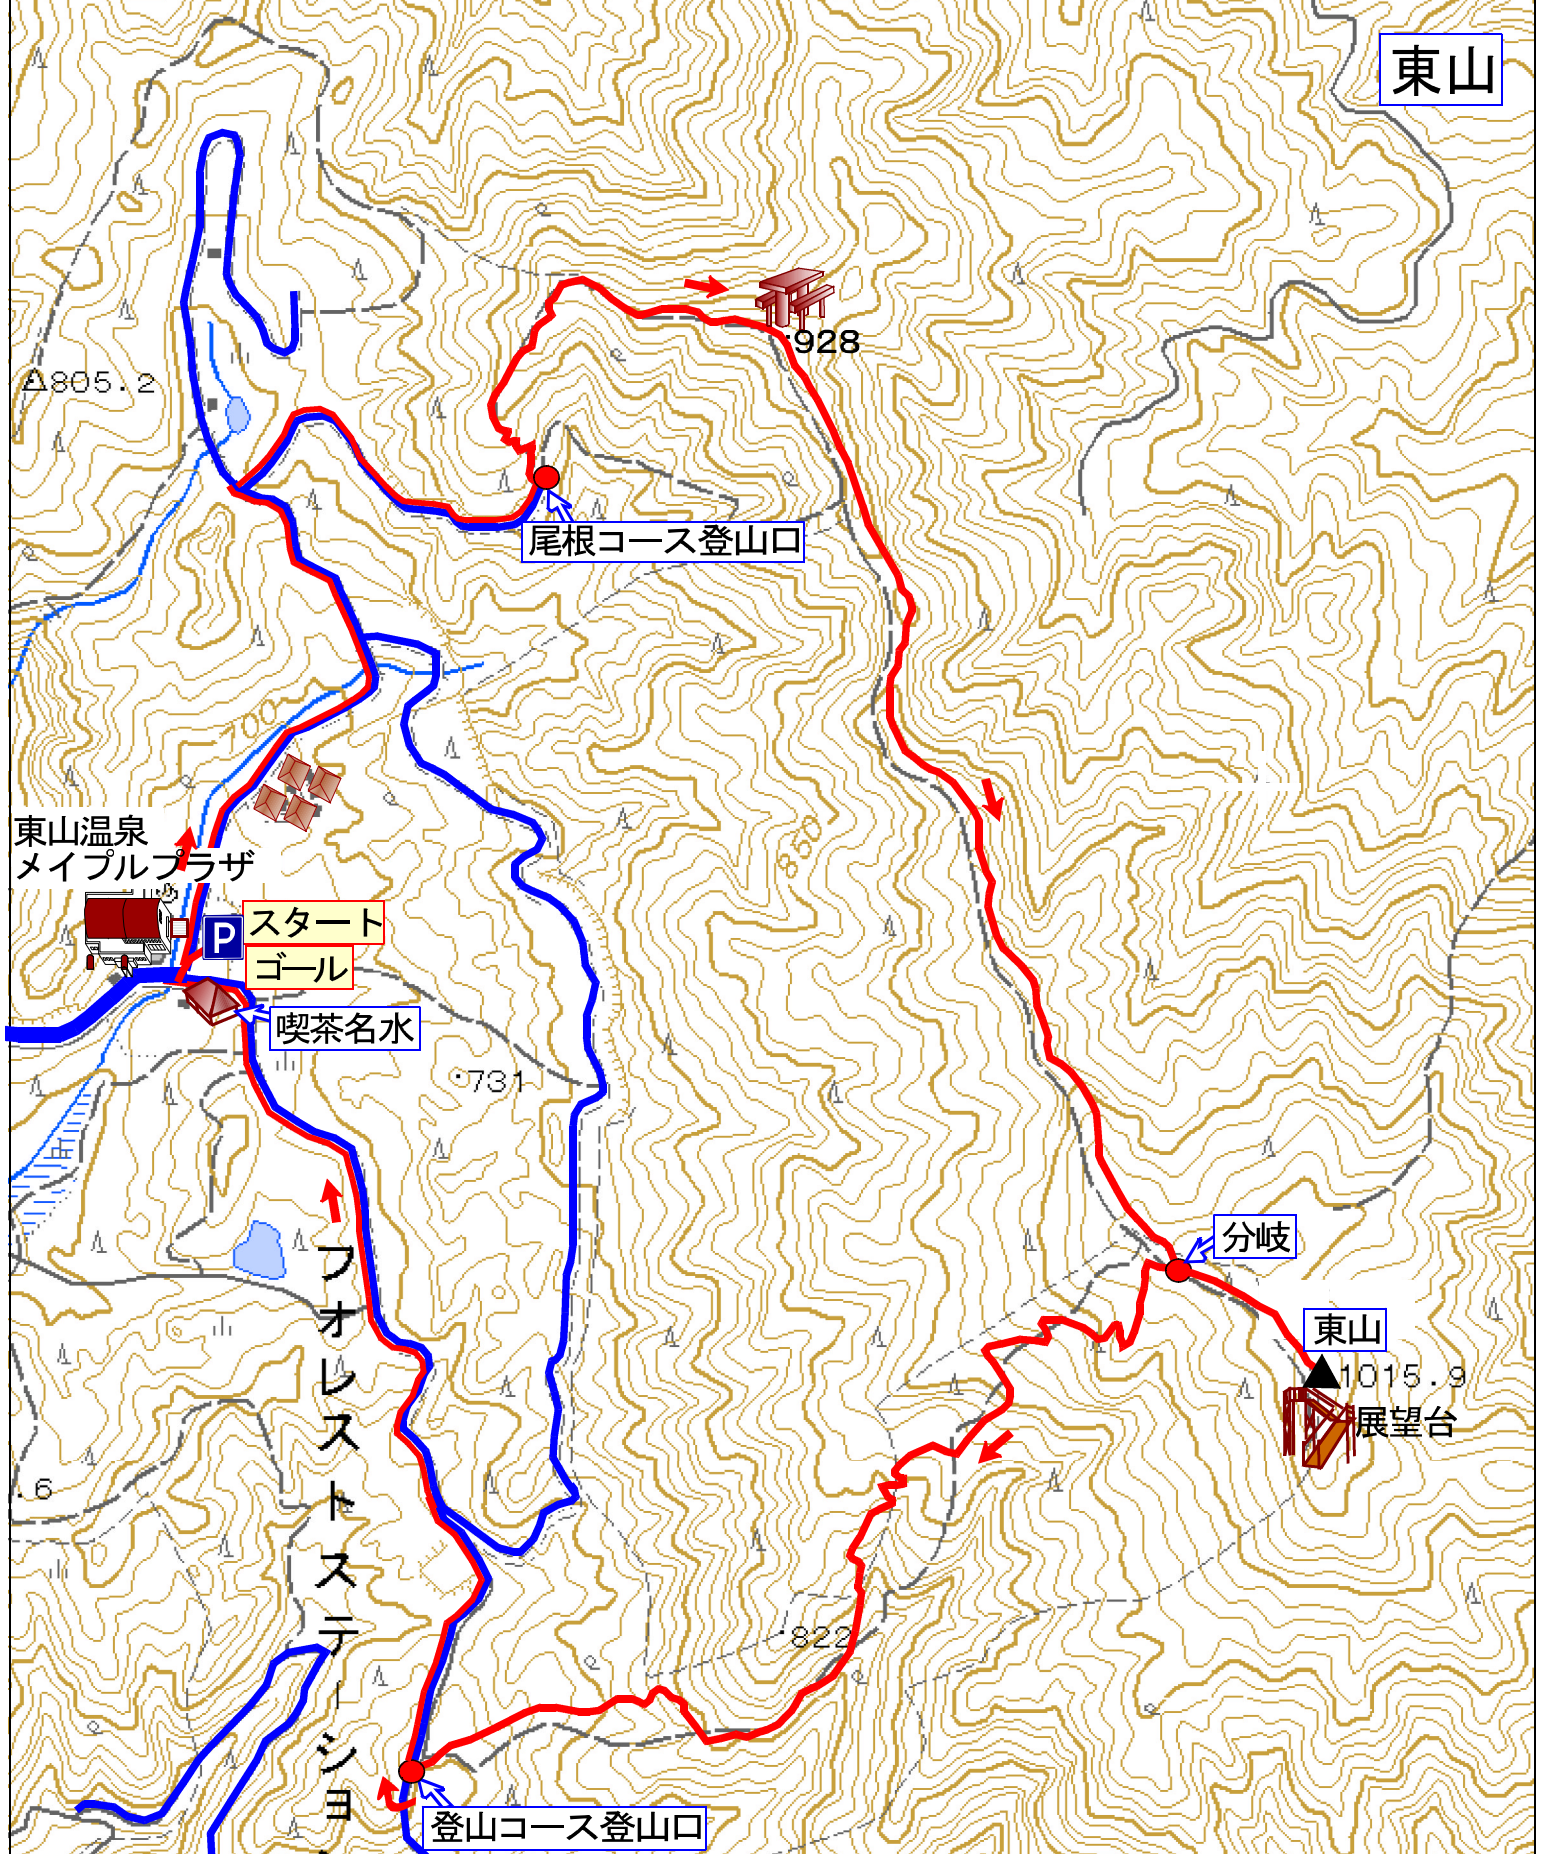 東山
928
805.2
尾根コース登山口
700
850
東山温泉
メイプルプラザ
P
スタート
ゴール
喫茶名水
731
分岐
東山
1015.9
展望台
フォレストステーショ
.6
822
登山コース登山口